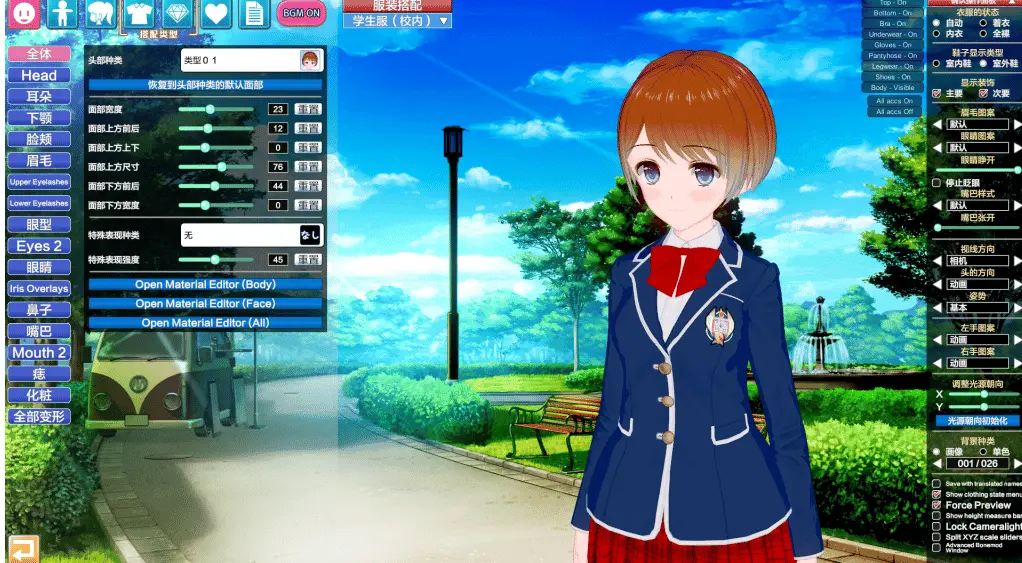 BGM ON
搭配类型
服装搭配
学生服（校内）
全体
Head
耳朵
下颚
脸颊
眉毛
Upper Eyelashes
Lower Eyelashes
眼型
Eyes 2
眼睛
Iris Overlays
鼻子
嘴巴
Mouth 2
痣
化粧
全部变形
头部种类
类型01
恢复到头部种类的默认面部
面部宽度 23 重置
面部上方前后 12 重置
面部上方上下 0 重置
面部上方尺寸 76 重置
面部下方前后 44 重置
面部下方宽度 0 重置
特殊表现种类
无
なし
特殊表现强度 45 重置
Open Material Editor (Body)
Open Material Editor (Face)
Open Material Editor (All)
Top - On
Bottom - On
Bra - On
Underwear - On
Gloves - On
Pantyhose - On
Legwear - On
Shoes - On
Body - Visible
All accs On
All accs Off
衣服的状态
自动 着衣
内衣 全裸
鞋子显示类型
室内鞋 室外鞋
显示装饰
主要 次要
眉毛图案
默认
眼睛图案
默认
眼睛睁开
停止眨眼
嘴巴样式
默认
嘴巴张开
视线方向
相机
头的方向
动画
姿势
基本
左手图案
动画
右手图案
动画
调整光源朝向
X
Y
光源朝向初始化
背景种类
画像 单色
001 / 026
Save with translated names
Show clothing state menu
Force Preview
Show height measure bar
Lock Cameralight
Split XYZ scale sliders
Advanced Bonemod
Window